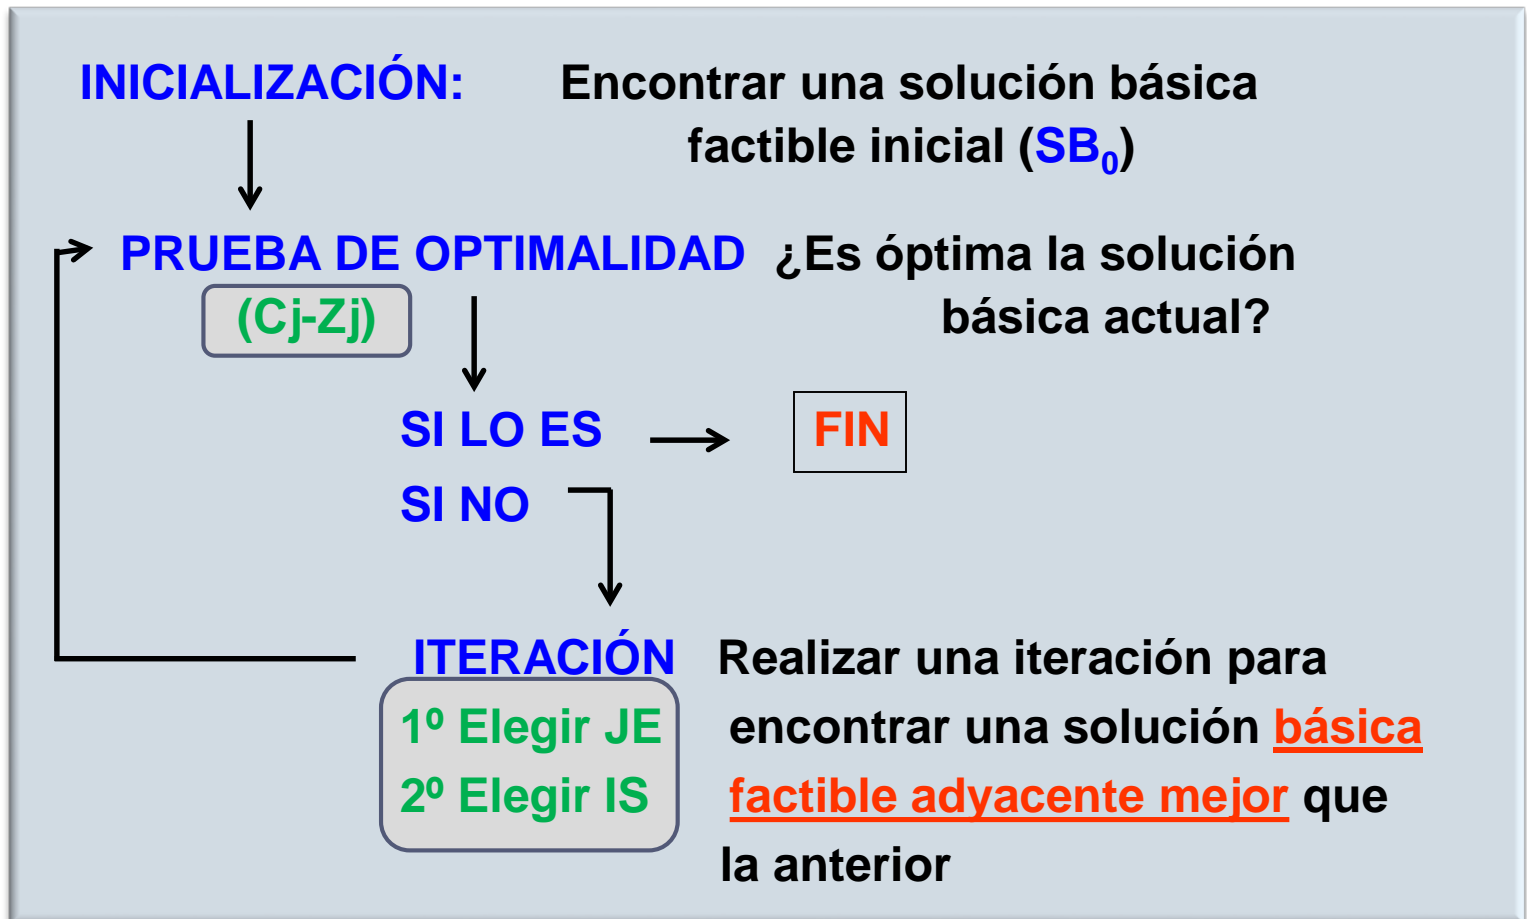 INICIALIZACIÓN: Encontrar una solución básica
factible inicial (SB₀)
PRUEBA DE OPTIMALIDAD ¿Es óptima la solución
(Cj-Zj) básica actual?
SI LO ES FIN
SI NO
ITERACIÓN Realizar una iteración para
1º Elegir JE encontrar una solución básica
2º Elegir IS factible adyacente mejor que
la anterior